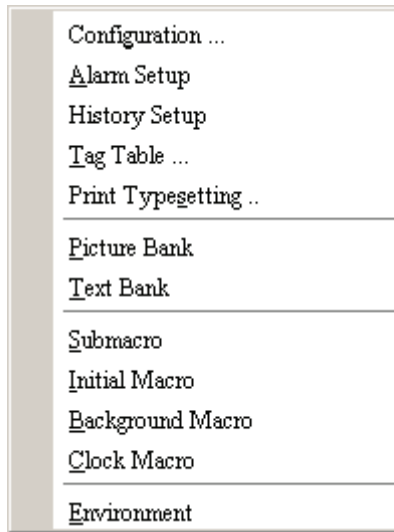 Configuration ...
Alarm Setup
History Setup
Tag Table ...
Print Typesetting ..
Picture Bank
Text Bank
Submacro
Initial Macro
Background Macro
Clock Macro
Environment